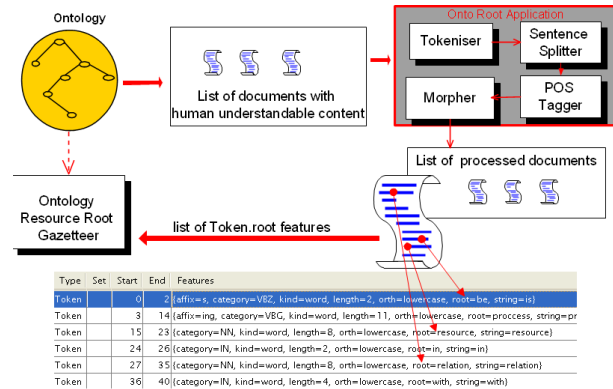 Ontology
Onto Root Application
Tokeniser
Sentence
Splitter
List of documents with
human understandable content
Morpher
POS
Tagger
List of processed documents
Ontology
Resource Root
Gazetteer
list of Token.root features
Type Set Start End Features
Token 0 2 {affix=s, category=VBZ, kind=word, length=2, orth=lowercase, root=be, string=is}
Token 3 14 {affix=ing, category=VBG, kind=word, length=11, orth=lowercase, root=proccess, string=pr
Token 15 23 {category=NN, kind=word, length=8, orth=lowercase, root=resource, string=resource}
Token 24 26 {category=IN, kind=word, length=2, orth=lowercase, root=in, string=in}
Token 27 35 {category=NN, kind=word, length=8, orth=lowercase, root=relation, string=relation}
Token 36 40 {category=IN, kind=word, length=4, orth=lowercase, root=with, string=with}